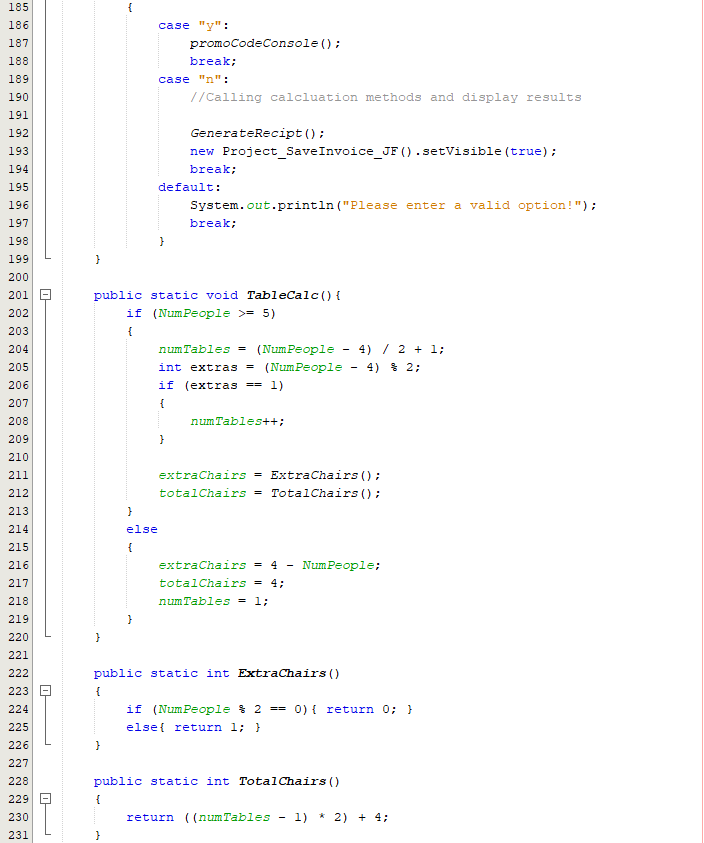 185 {
186 case "y":
187 promoCodeConsole();
188 break;
189 case "n":
190 //Calling calcluation methods and display results
191
192 GenerateRecipt();
193 new Project_SaveInvoice_JF().setVisible(true);
194 break;
195 default:
196 System.out.println("Please enter a valid option!");
197 break;
198 }
199 }
200
201 public static void TableCalc(){
202 if (NumPeople >= 5)
203 {
204 numTables = (NumPeople - 4) / 2 + 1;
205 int extras = (NumPeople - 4) % 2;
206 if (extras == 1)
207 {
208 numTables++;
209 }
210
211 extraChairs = ExtraChairs();
212 totalChairs = TotalChairs();
213 }
214 else
215 {
216 extraChairs = 4 - NumPeople;
217 totalChairs = 4;
218 numTables = 1;
219 }
220 }
221
222 public static int ExtraChairs()
223 {
224 if (NumPeople % 2 == 0){ return 0; }
225 else{ return 1; }
226 }
227
228 public static int TotalChairs()
229 {
230 return ((numTables - 1) * 2) + 4;
231 }